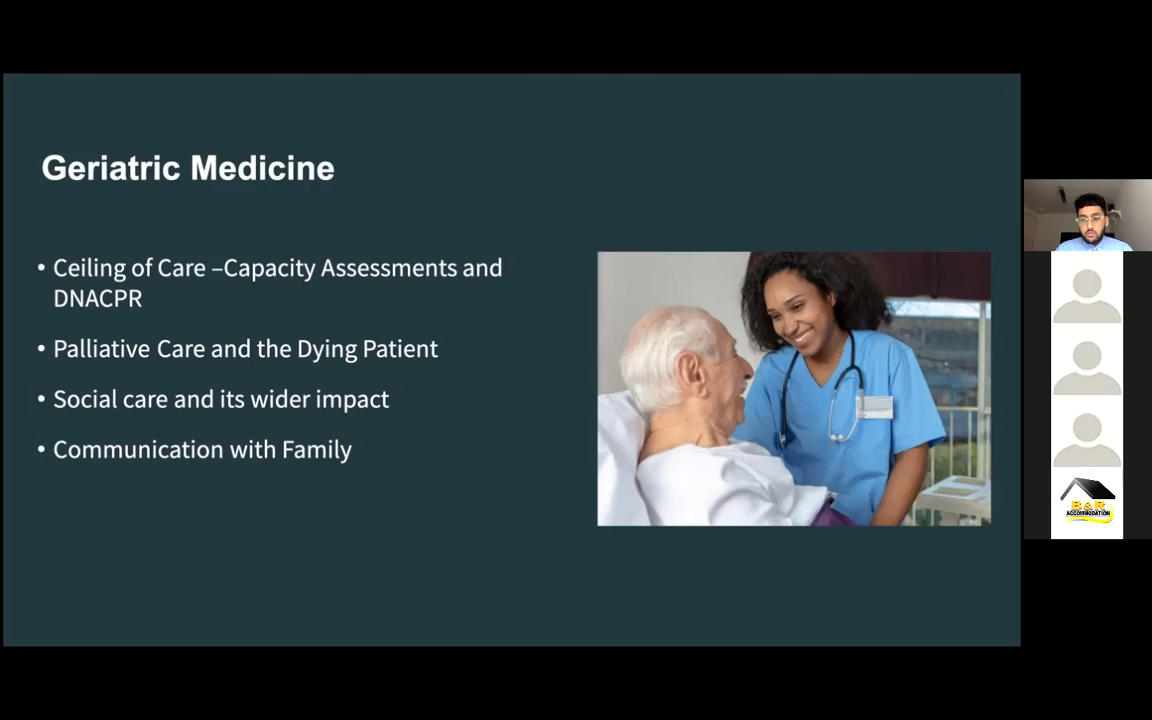 Geriatric Medicine
• Ceiling of Care –Capacity Assessments and
DNACPR
• Palliative Care and the Dying Patient
• Social care and its wider impact
• Communication with Family
B&R
ACCOMMODATION